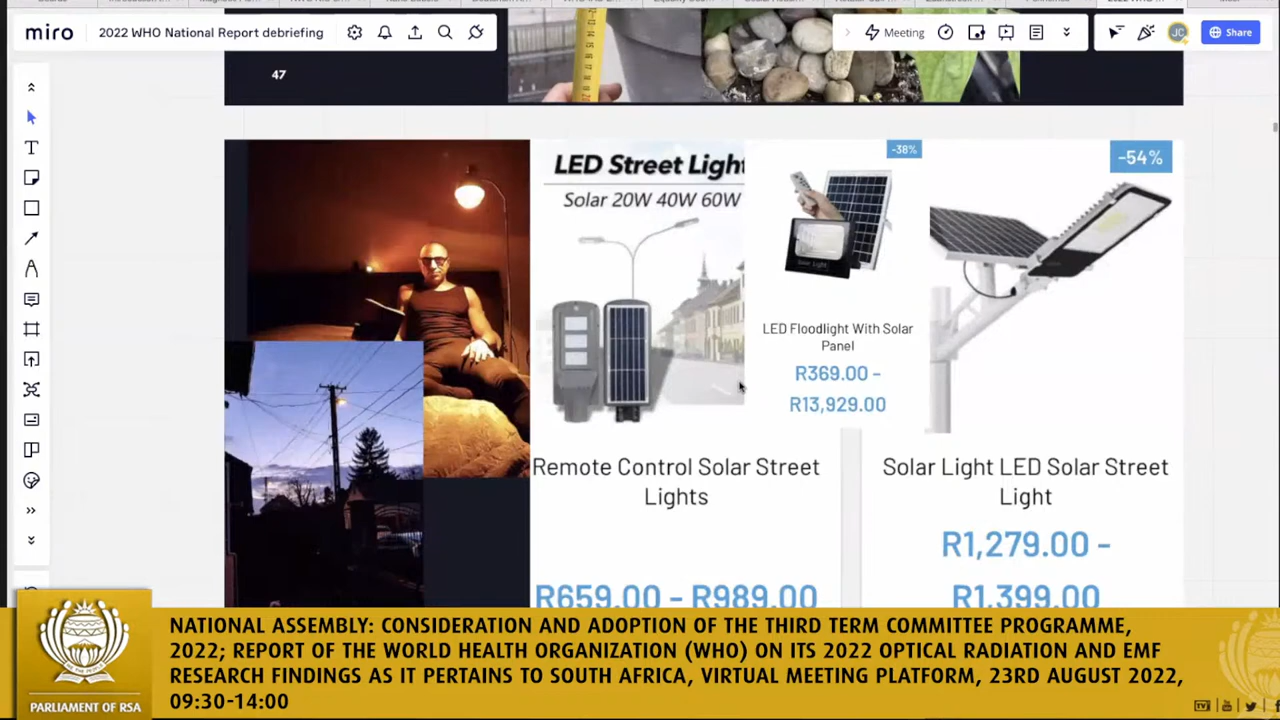 miro
2022 WHO National Report debriefing
Meeting
JC
Share
47
LED Street Light
Solar 20W 40W 60W
-38%
-54%
Solar Light
LED Floodlight With Solar
Panel
R369.00 -
R13,929.00
Remote Control Solar Street
Lights
R659.00 - R989.00
Solar Light LED Solar Street
Light
R1,279.00 -
R1,399.00
PARLIAMENT OF RSA
NATIONAL ASSEMBLY: CONSIDERATION AND ADOPTION OF THE THIRD TERM COMMITTEE PROGRAMME,
2022; REPORT OF THE WORLD HEALTH ORGANIZATION (WHO) ON ITS 2022 OPTICAL RADIATION AND EMF
RESEARCH FINDINGS AS IT PERTAINS TO SOUTH AFRICA, VIRTUAL MEETING PLATFORM, 23RD AUGUST 2022,
09:30-14:00